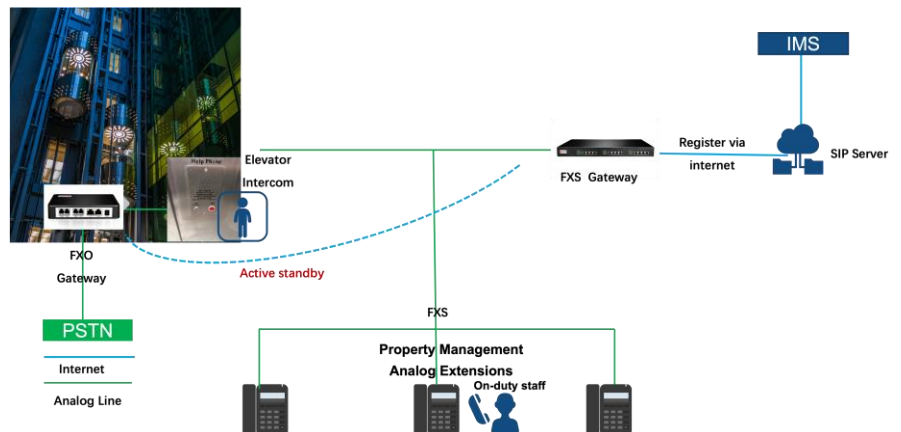 IMS
Help Phone
Elevator
Intercom
Register via
internet
SIP Server
FXS Gateway
FXO
Gateway
Active standby
FXS
PSTN
Internet
Analog Line
Property Management
Analog Extensions
On-duty staff